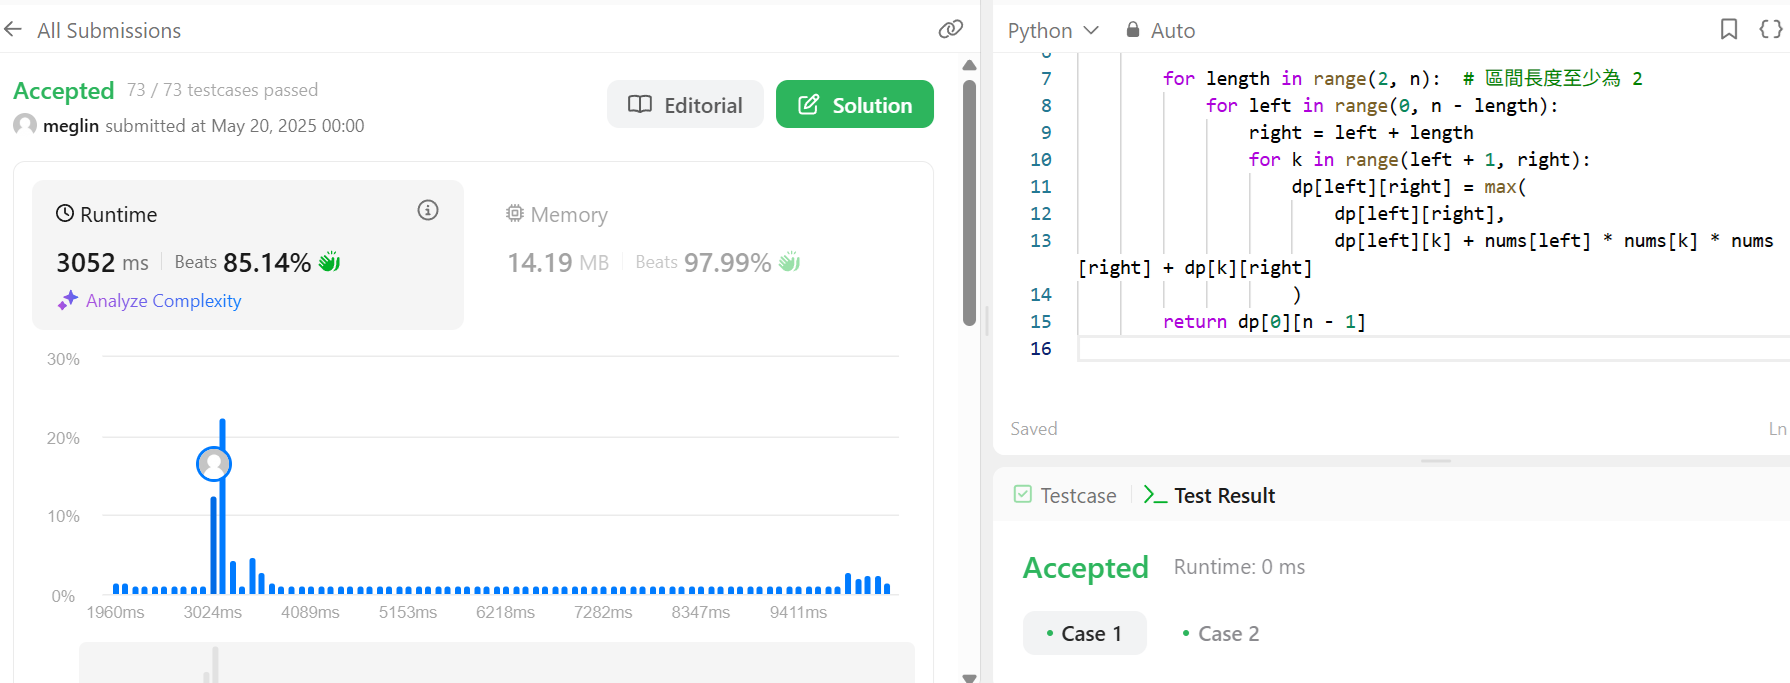 All Submissions
Accepted 73 / 73 testcases passed
meglin submitted at May 20, 2025 00:00
Editorial
Solution
Runtime
3052 ms Beats 85.14%
Analyze Complexity
Memory
14.19 MB Beats 97.99%
30%
20%
10%
0%
1960ms 3024ms 4089ms 5153ms 6218ms 7282ms 8347ms 9411ms
Python Auto
6
7 for length in range(2, n):  # 區間長度至少為 2
8 for left in range(0, n - length):
9 right = left + length
10 for k in range(left + 1, right):
11 dp[left][right] = max(
12 dp[left][right],
13 dp[left][k] + nums[left] * nums[k] * nums
[right] + dp[k][right]
14 )
15 return dp[0][n - 1]
16
Saved
Ln
Testcase
Test Result
Accepted Runtime: 0 ms
Case 1
Case 2